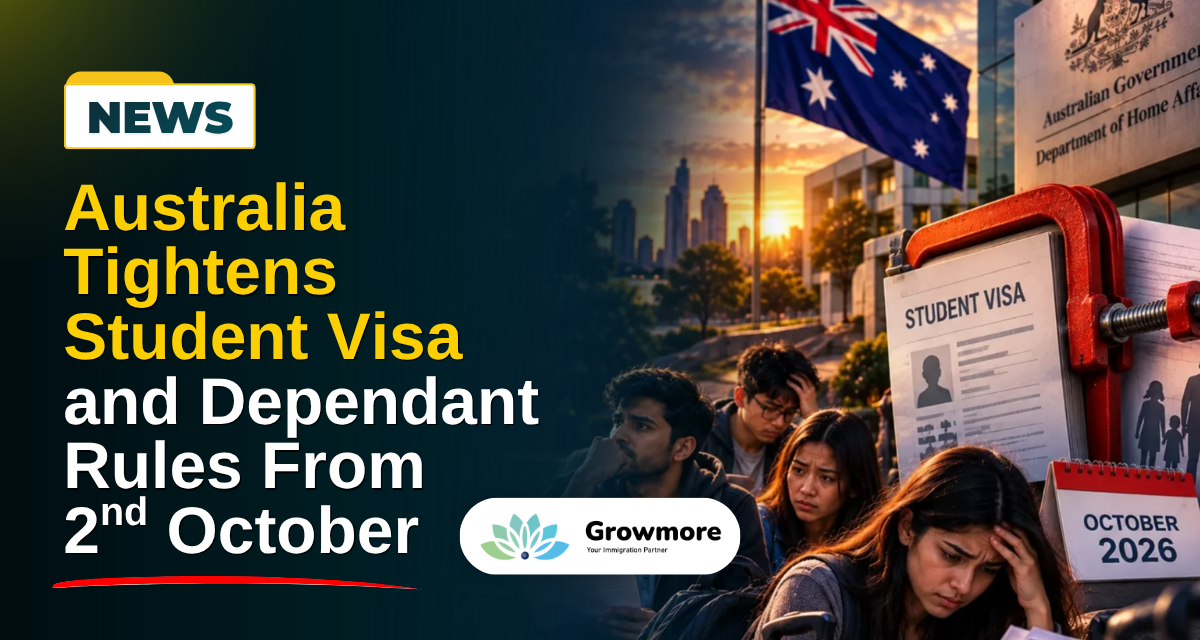 NEWS
Australia
Tightens
Student Visa
and Dependant
Rules From
2nd October
Growmore
Your Immigration Partner
Australian Governme
Department of Home Affa
STUDENT VISA
OCTOBER
2026